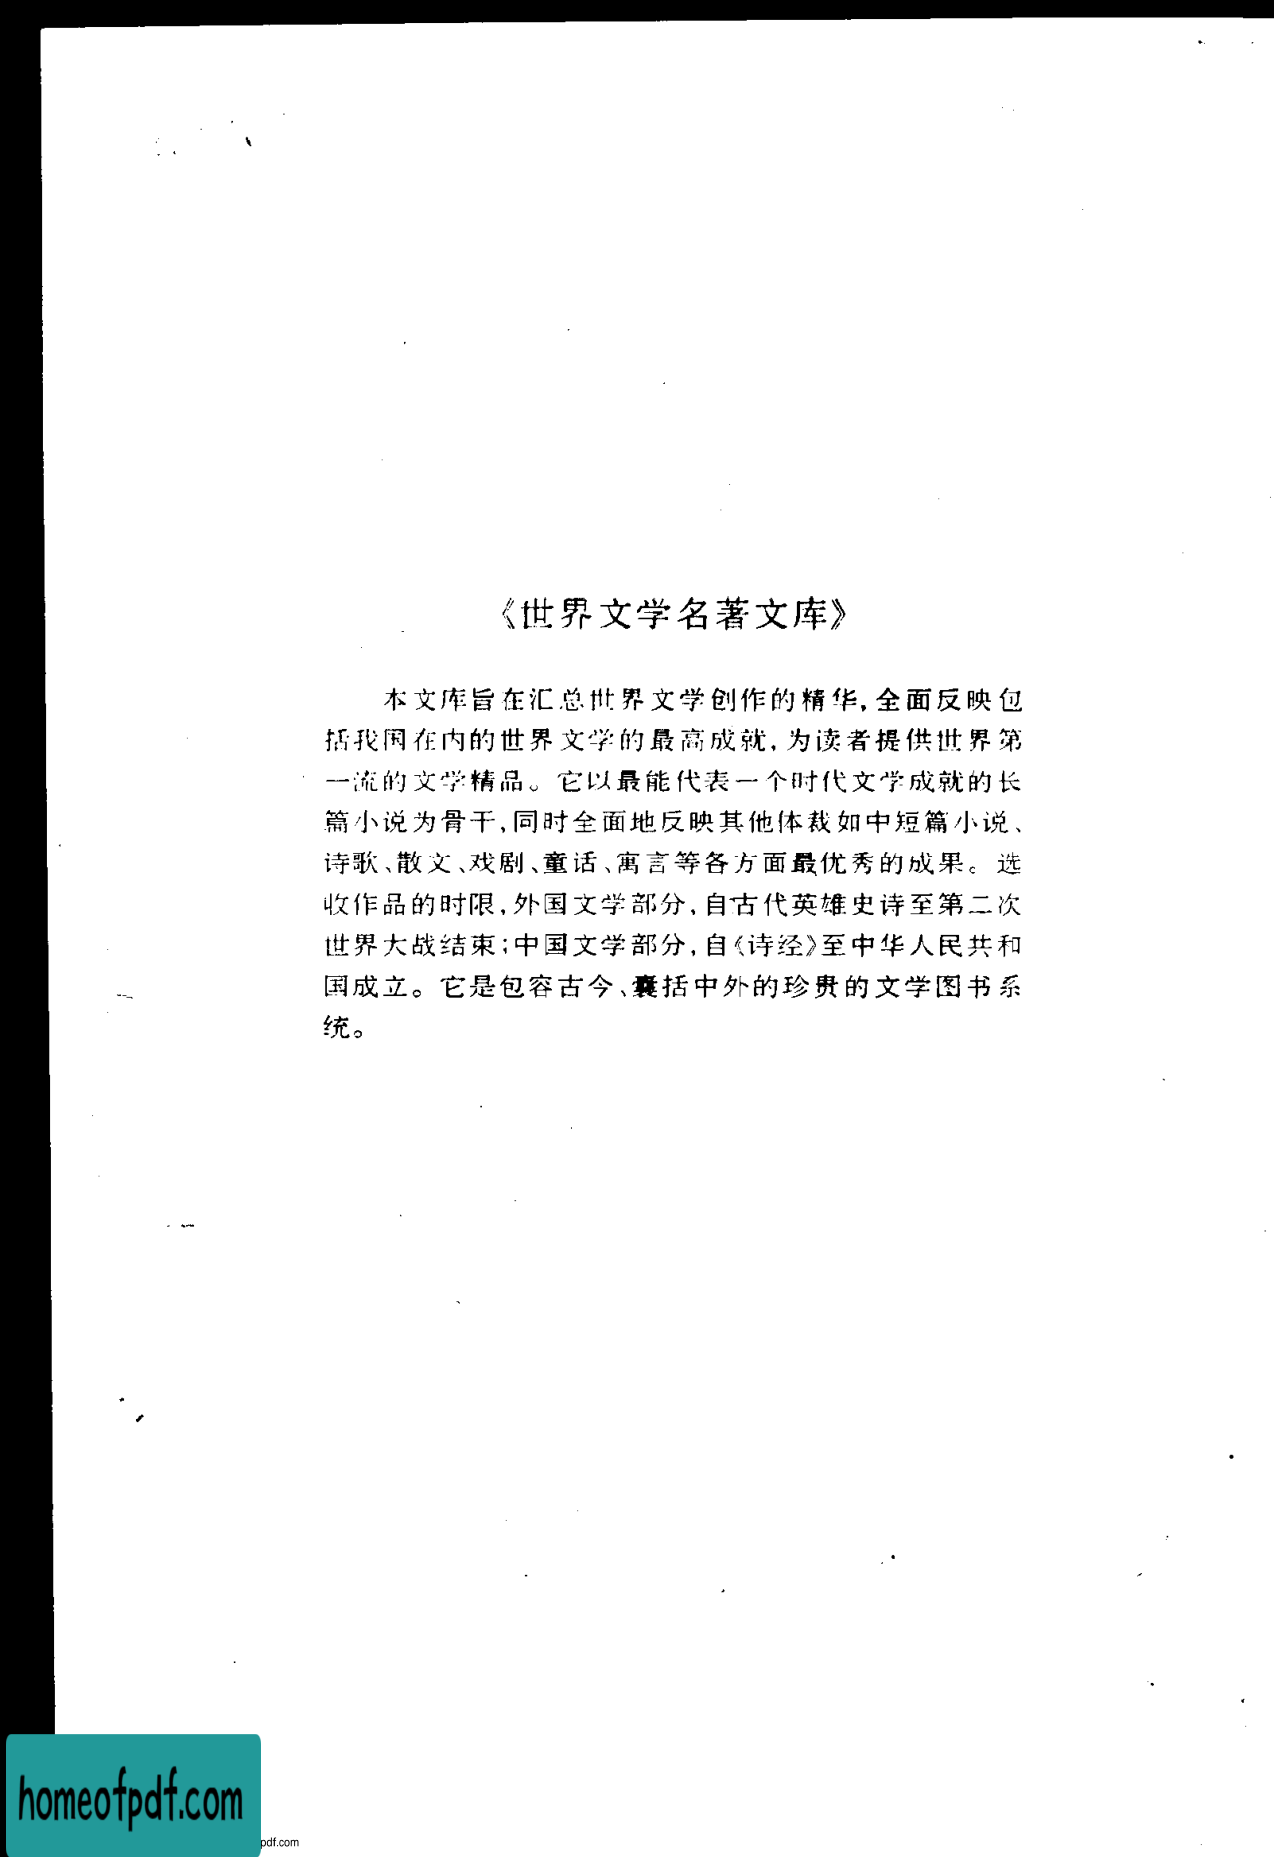 《世界文学名著文库》
本文库旨在汇总世界文学创作的精华,全面反映包
括我国在内的世界文学的最高成就,为读者提供世界第
一流的文学精品。它以最能代表一个时代文学成就的长
篇小说为骨干,同时全面地反映其他体裁如中短篇小说、
诗歌、散文、戏剧、童话、寓言等各方面最优秀的成果。选
收作品的时限,外国文学部分,自古代英雄史诗至第二次
世界大战结束;中国文学部分,自《诗经》至中华人民共和
国成立。它是包容古今、囊括中外的珍贵的文学图书系
统。
homeofpdf.com
pdf.com